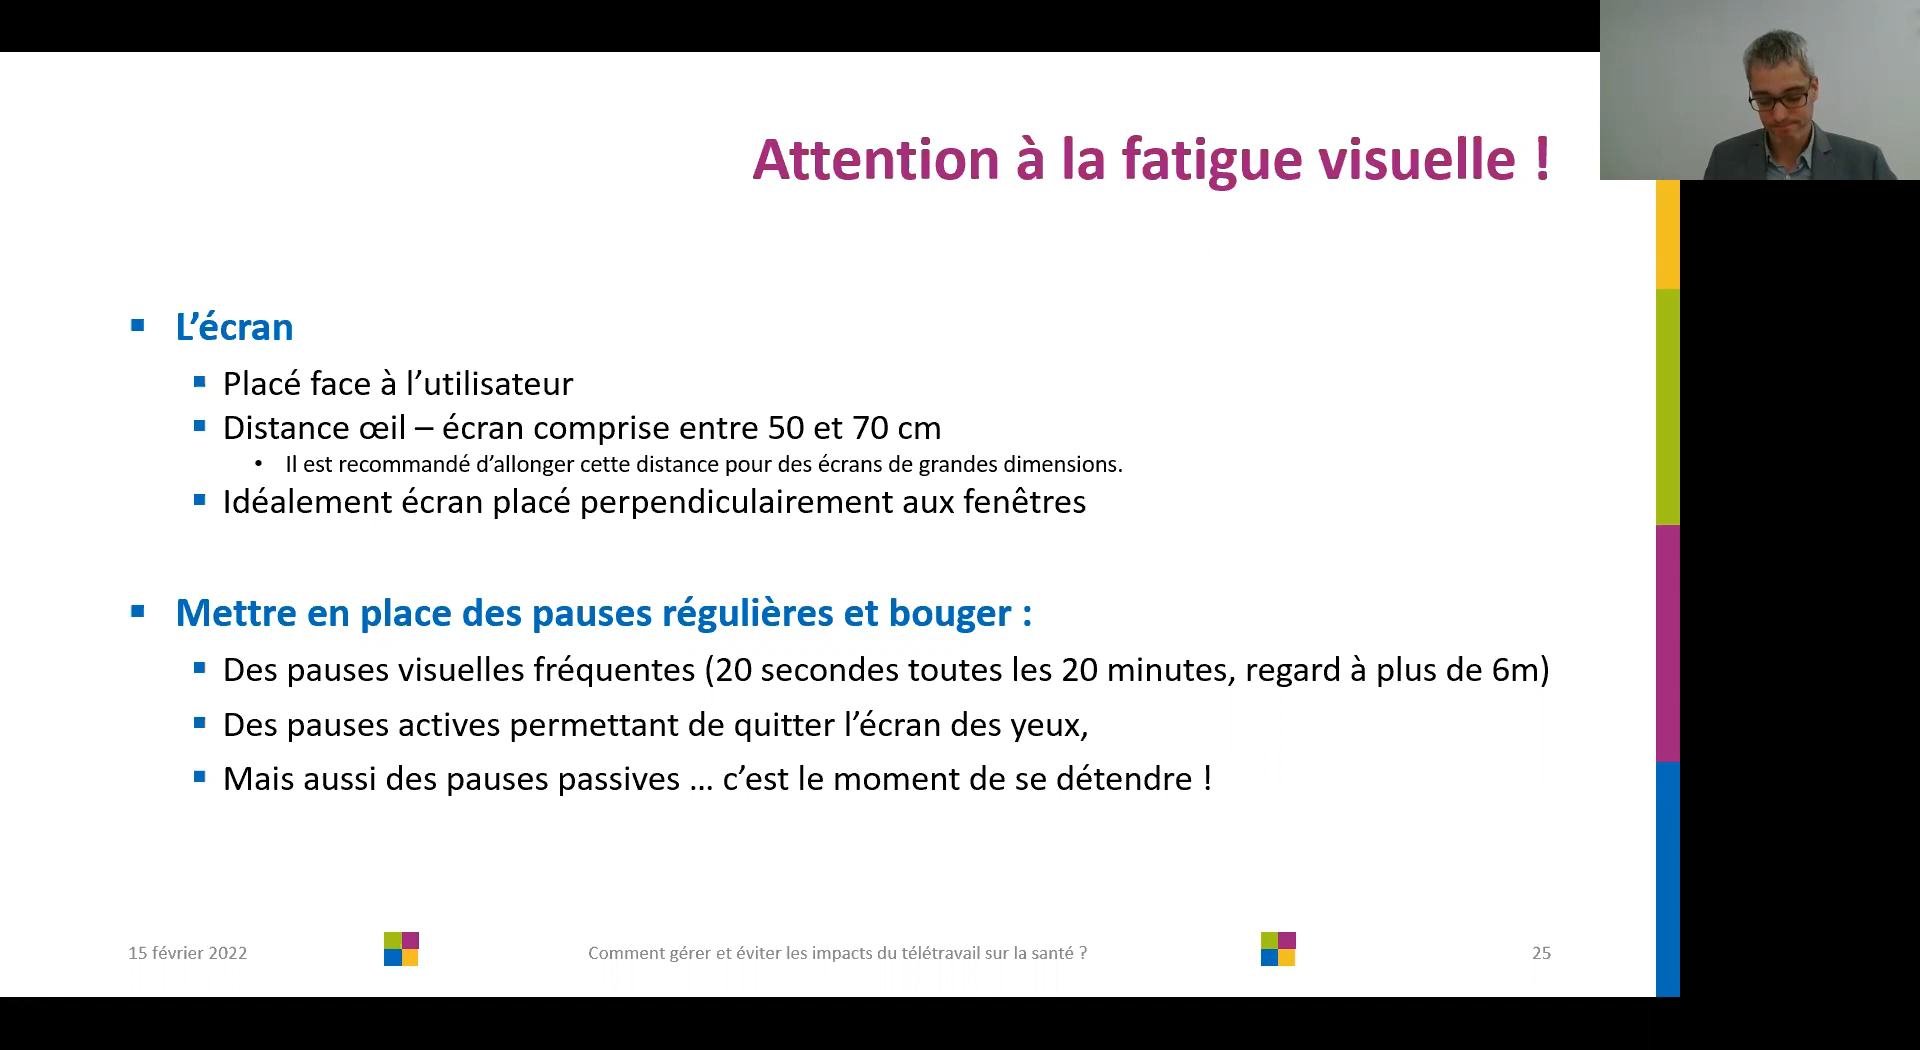 Attention à la fatigue visuelle !
L’écran
Placé face à l’utilisateur
Distance œil – écran comprise entre 50 et 70 cm
Il est recommandé d’allonger cette distance pour des écrans de grandes dimensions.
Idéalement écran placé perpendiculairement aux fenêtres
Mettre en place des pauses régulières et bouger :
Des pauses visuelles fréquentes (20 secondes toutes les 20 minutes, regard à plus de 6m)
Des pauses actives permettant de quitter l’écran des yeux,
Mais aussi des pauses passives … c’est le moment de se détendre !
15 février 2022
Comment gérer et éviter les impacts du télétravail sur la santé ?
25